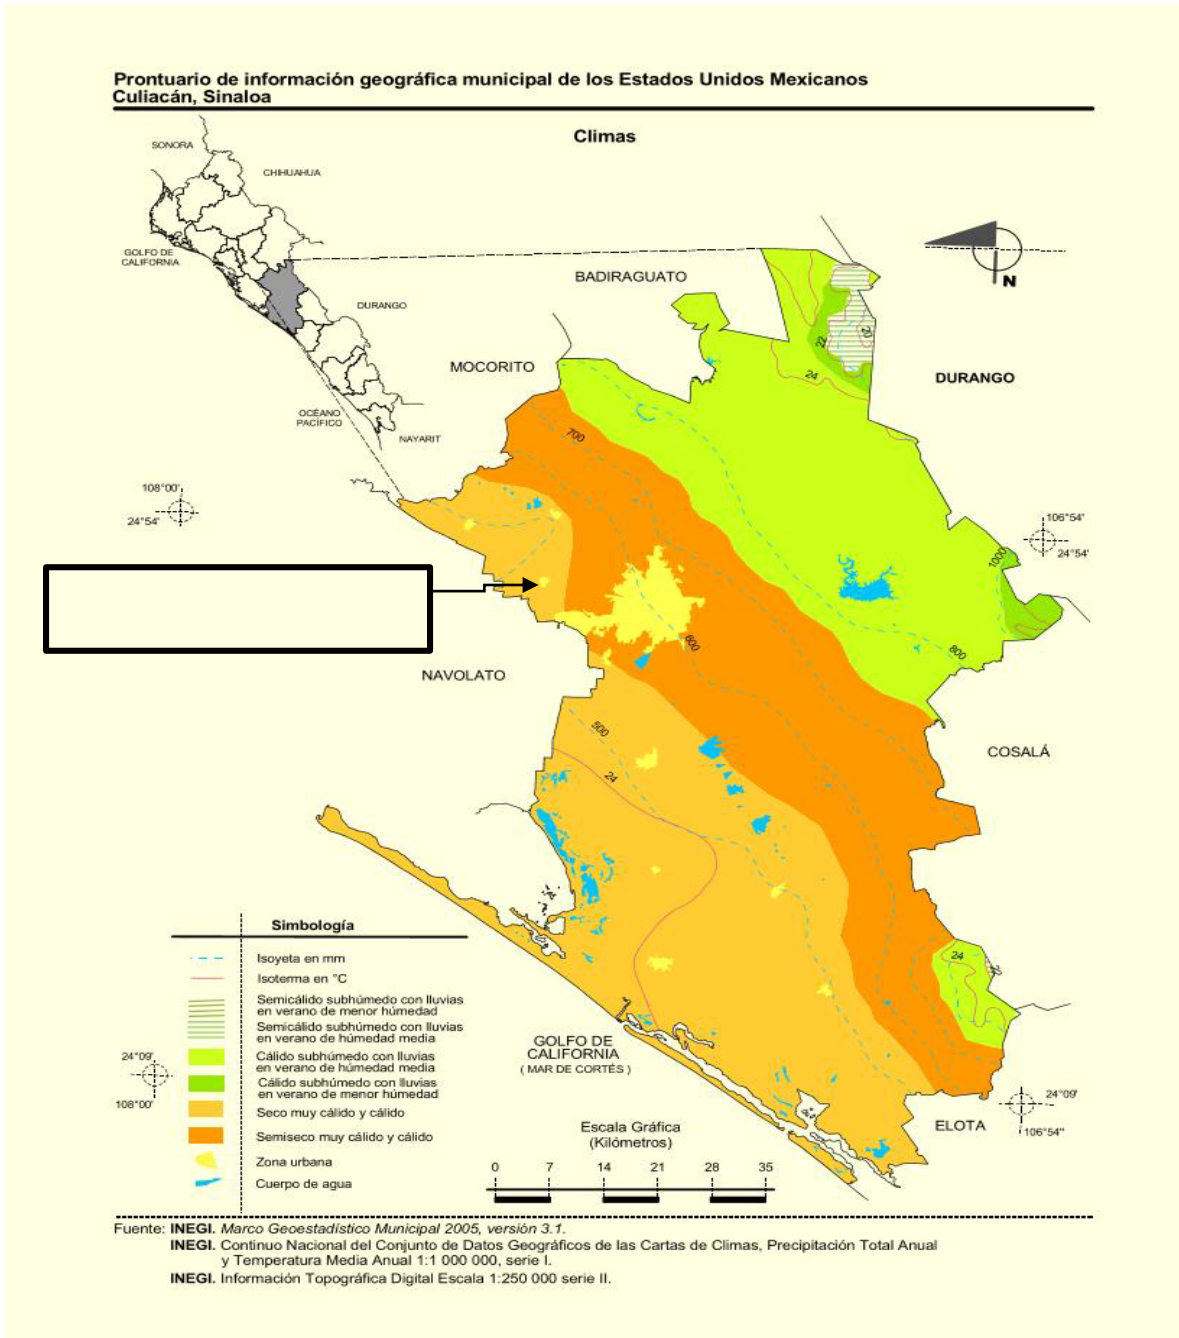 Prontuario de información geográfica municipal de los Estados Unidos Mexicanos
Culiacán, Sinaloa
Climas
SONORA
CHIHUAHUA
GOLFO DE
CALIFORNIA
DURANGO
OCÉANO
PACÍFICO
NAYARIT
BADIRAGUATO
N
MOCORITO
DURANGO
22
20
24
700
108°00'
24°54'
106°54'
24°54'
1000
600
800
NAVOLATO
COSALÁ
500
24
24
20
Simbología
Isoyeta en mm
Isoterma en °C
Semicálido subhúmedo con lluvias
en verano de menor húmedad
Semicálido subhúmedo con lluvias
en verano de húmedad media
Cálido subhúmedo con lluvias
en verano de húmedad media
Cálido subhúmedo con lluvias
en verano de menor húmedad
Seco muy cálido y cálido
Semiseco muy cálido y cálido
Zona urbana
Cuerpo de agua
24°09'
108°00'
GOLFO DE
CALIFORNIA
( MAR DE CORTÉS )
24°09'
106°54"
ELOTA
Escala Gráfica
(Kilómetros)
0 7 14 21 28 35
Fuente: INEGI. Marco Geoestadístico Municipal 2005, versión 3.1.
INEGI. Continuo Nacional del Conjunto de Datos Geográficos de las Cartas de Climas, Precipitación Total Anual
y Temperatura Media Anual 1:1 000 000, serie I.
INEGI. Información Topográfica Digital Escala 1:250 000 serie II.